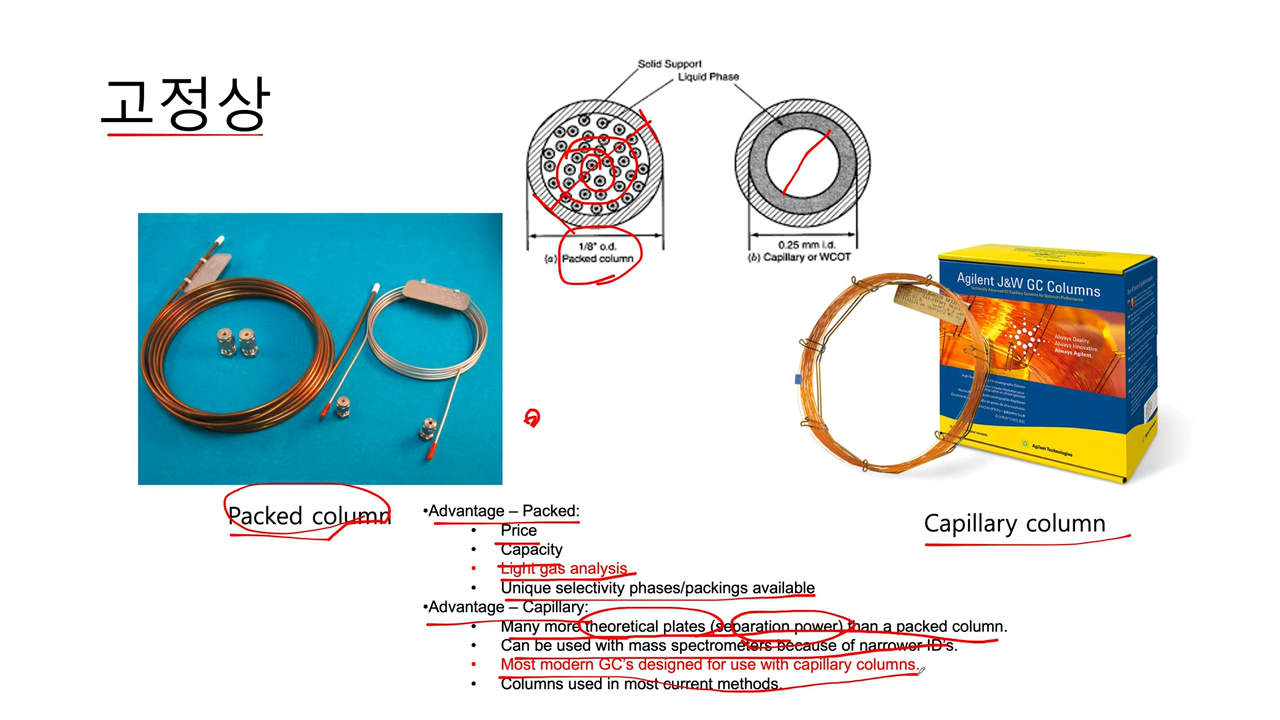 고정상
Solid Support
Liquid Phase
1/8" o.d.
(a) Packed column
0.25 mm i.d.
(b) Capillary or WCOT
Agilent J&W GC Columns
Always Quality.
Always Innovative.
Always Agilent.
Agilent Technologies
Packed column
Capillary column
•Advantage – Packed:
• Price
• Capacity
• Light gas analysis
• Unique selectivity phases/packings available
•Advantage – Capillary:
• Many more theoretical plates (separation power) than a packed column.
• Can be used with mass spectrometers because of narrower ID's.
• Most modern GC's designed for use with capillary columns.
• Columns used in most current methods.